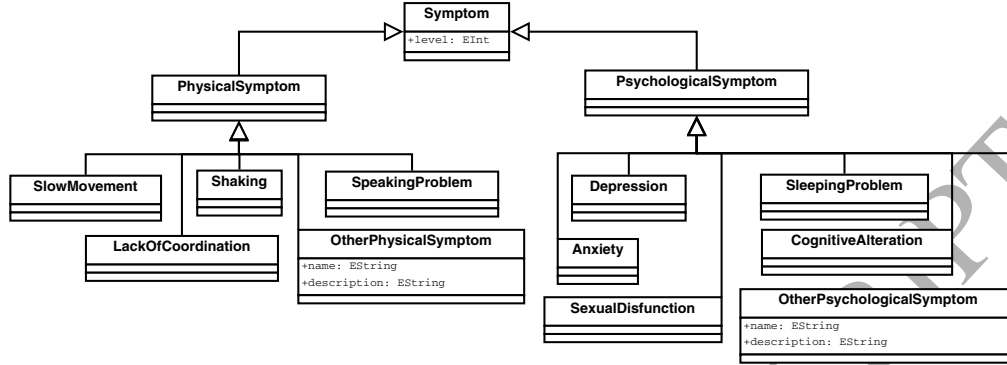 Symptom
+level: EInt
PhysicalSymptom
PsychologicalSymptom
SlowMovement
Shaking
SpeakingProblem
Depression
SleepingProblem
LackOfCoordination
OtherPhysicalSymptom
+name: EString
+description: EString
Anxiety
CognitiveAlteration
SexualDisfunction
OtherPsychologicalSymptom
+name: EString
+description: EString